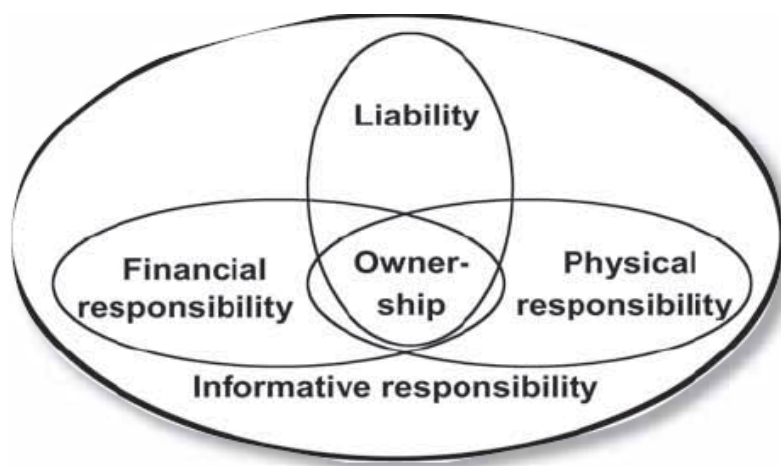 Liability
Financial
responsibility
Owner-
ship
Physical
responsibility
Informative responsibility